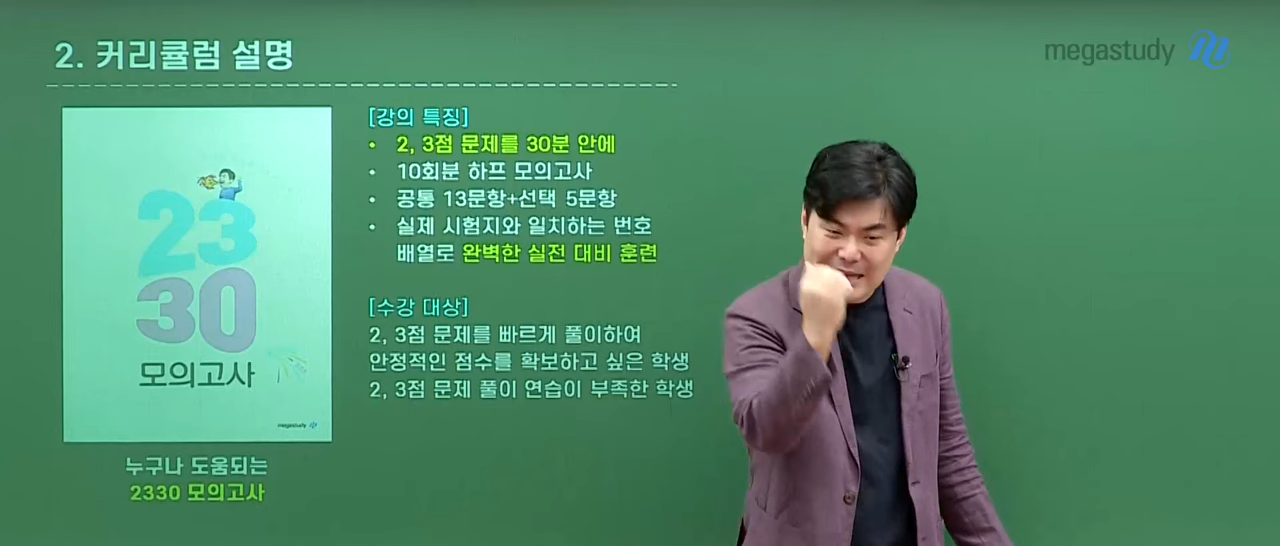 2. 커리큘럼 설명
megastudy
23
30
모의고사
megastudy
누구나 도움되는
2330 모의고사
[강의 특징]
• 2, 3점 문제를 30분 안에
• 10회분 하프 모의고사
• 공통 13문항+선택 5문항
• 실제 시험지와 일치하는 번호
배열로 완벽한 실전 대비 훈련
[수강 대상]
2, 3점 문제를 빠르게 풀이하여
안정적인 점수를 확보하고 싶은 학생
2, 3점 문제 풀이 연습이 부족한 학생